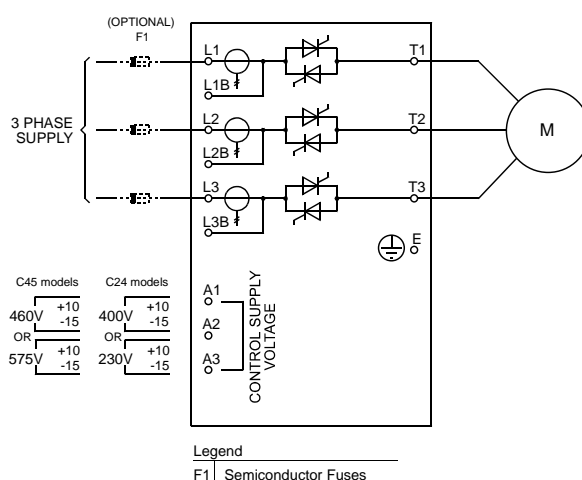 (OPTIONAL)
F1
3 PHASE
SUPPLY
L1
L1B
T1
L2
L2B
T2
M
L3
L3B
T3
E
C45 models
C24 models
460V +10 -15
400V +10 -15
OR
OR
575V +10 -15
230V +10 -15
A1
A2
A3
CONTROL SUPPLY
VOLTAGE
Legend
F1 Semiconductor Fuses